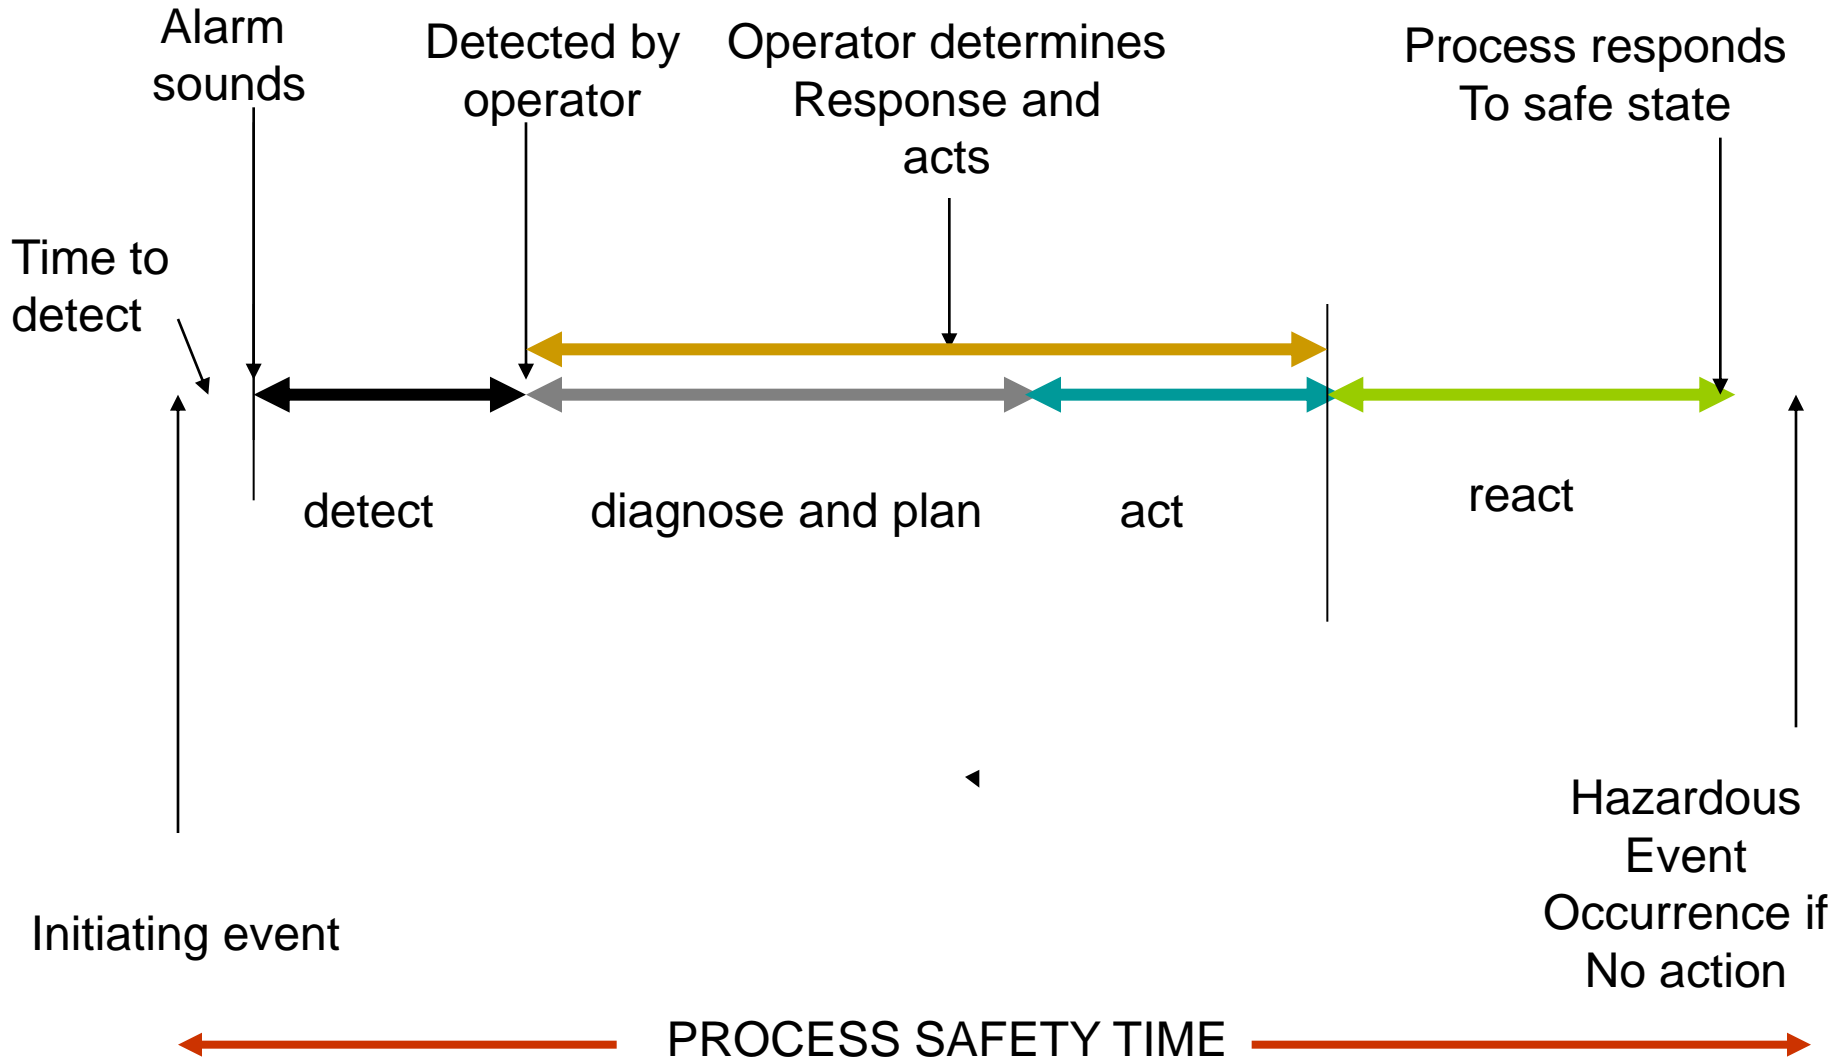 Alarm
sounds
Detected by
operator
Operator determines
Response and
acts
Process responds
To safe state
Time to
detect
detect
diagnose and plan
act
react
Initiating event
Hazardous
Event
Occurrence if
No action
PROCESS SAFETY TIME